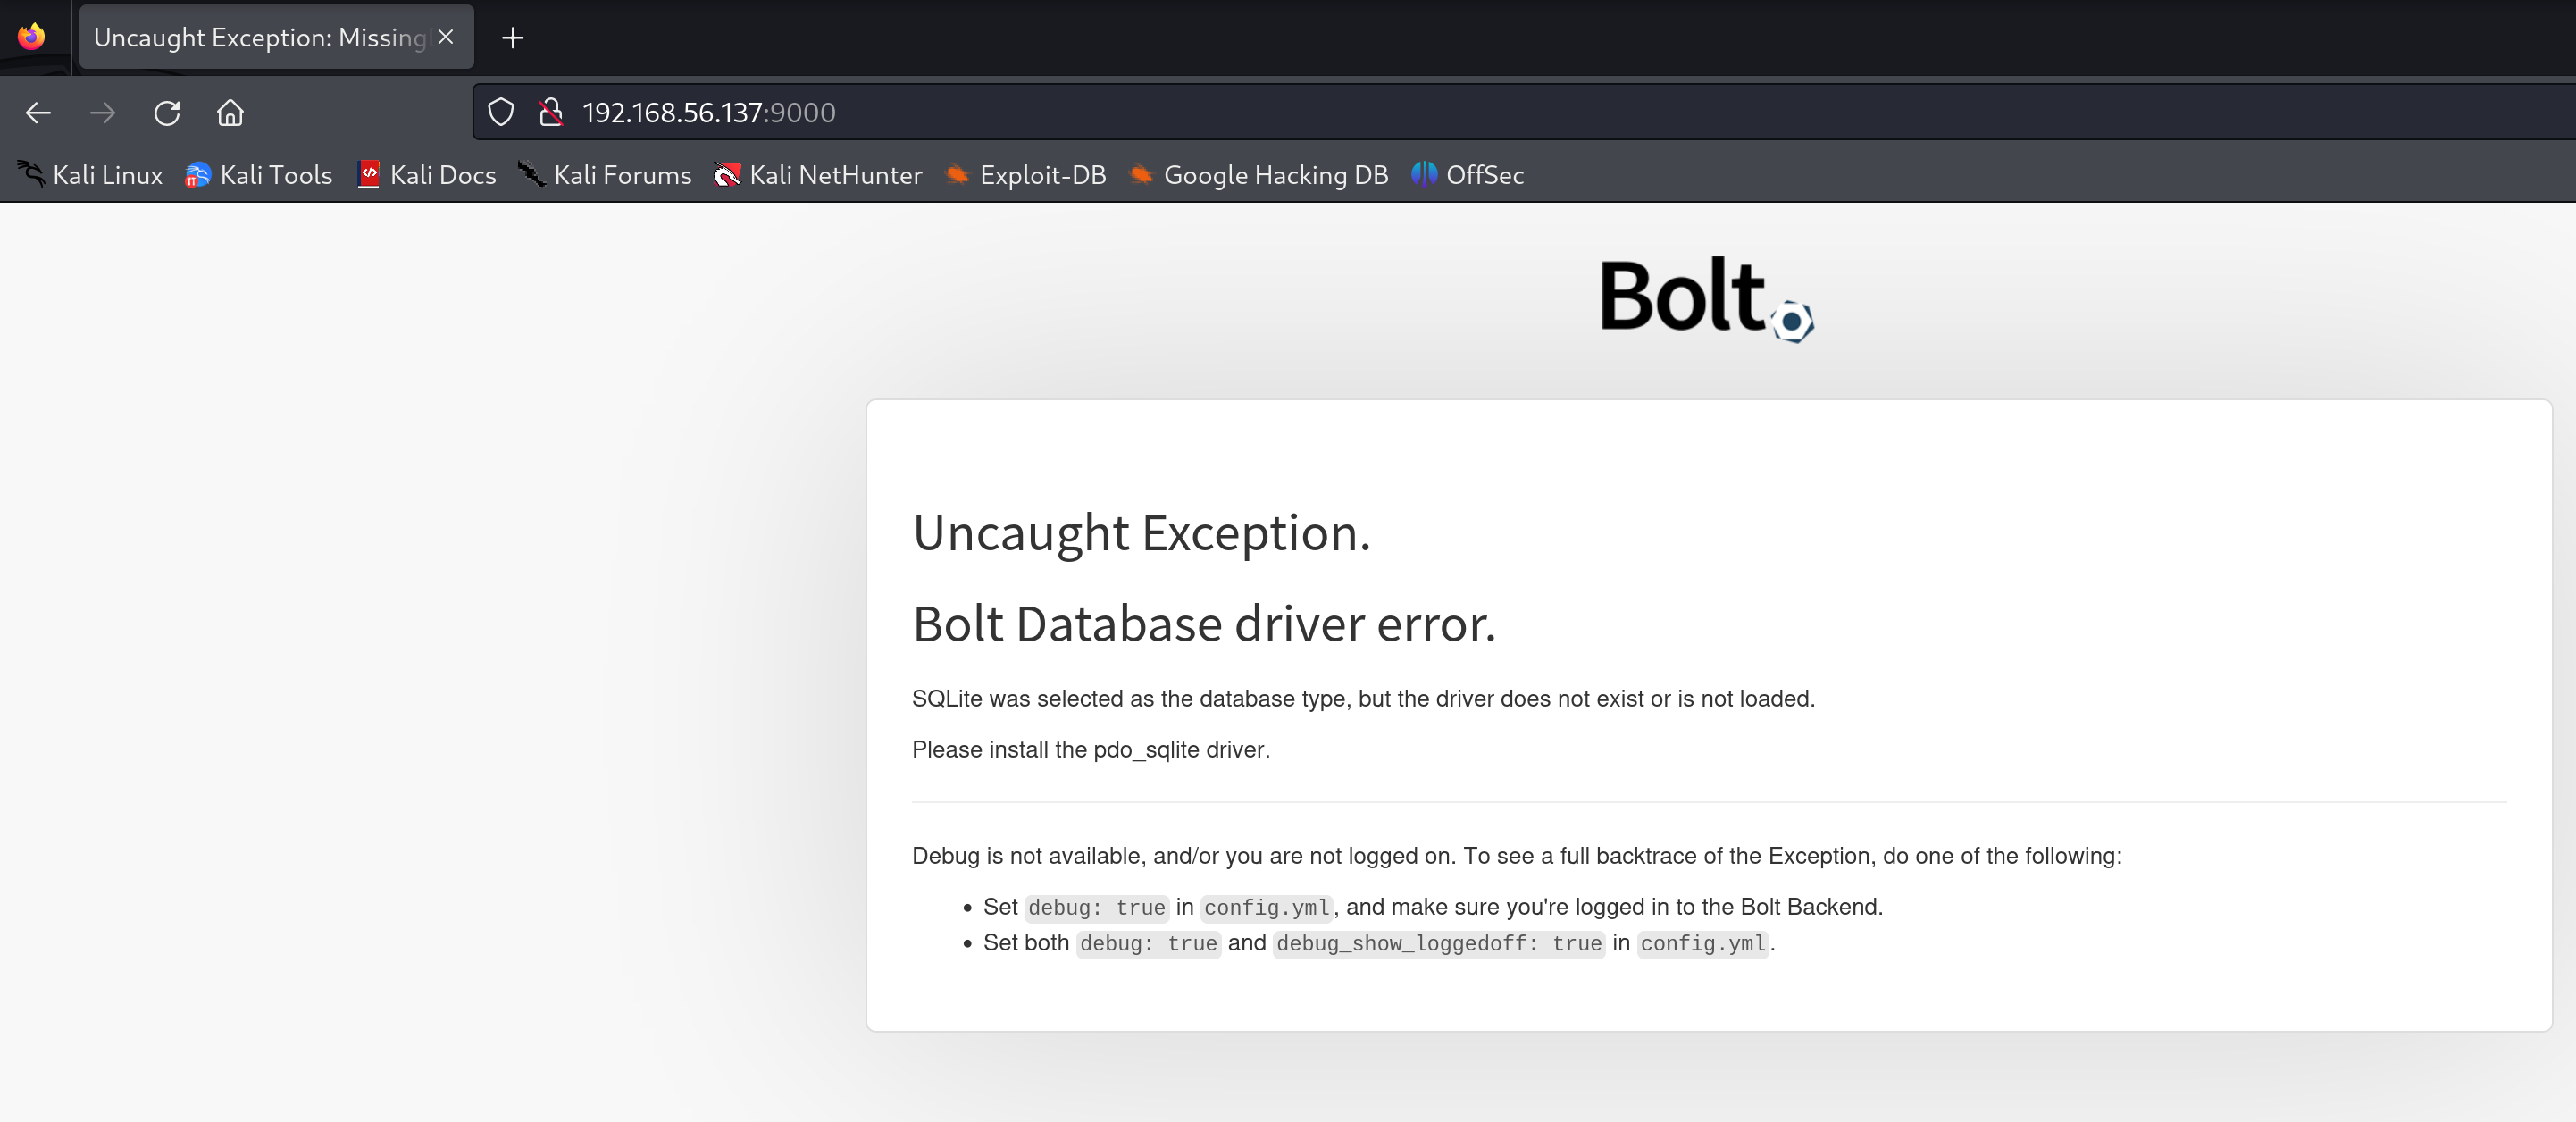 Uncaught Exception: Missing
192.168.56.137:9000
Kali Linux Kali Tools Kali Docs Kali Forums Kali NetHunter Exploit-DB Google Hacking DB OffSec
Bolt
Uncaught Exception.
Bolt Database driver error.
SQLite was selected as the database type, but the driver does not exist or is not loaded.
Please install the pdo_sqlite driver.
Debug is not available, and/or you are not logged on. To see a full backtrace of the Exception, do one of the following:
• Set debug: true in config.yml, and make sure you're logged in to the Bolt Backend.
• Set both debug: true and debug_show_loggedoff: true in config.yml.